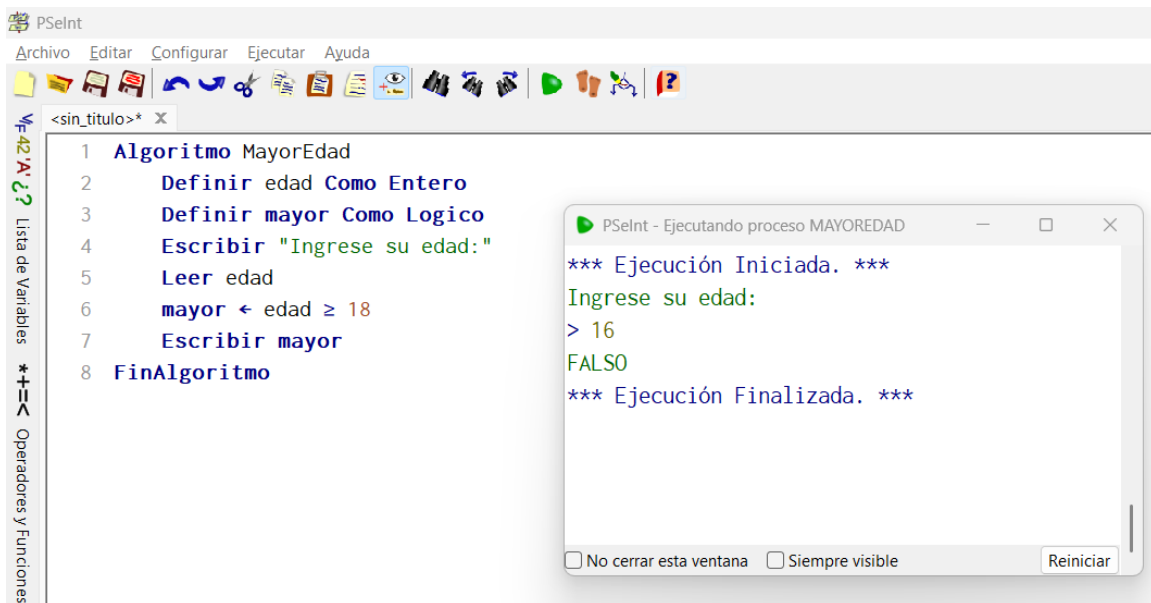 PSeInt
Archivo Editar Configurar Ejecutar Ayuda
<sin_titulo>* X
1 Algoritmo MayorEdad
2 Definir edad Como Entero
3 Definir mayor Como Logico
4 Escribir "Ingrese su edad:"
5 Leer edad
6 mayor ← edad ≥ 18
7 Escribir mayor
8 FinAlgoritmo
42 'A' ¿? Lista de Variables
*+=< Operadores y Funciones
PSeInt - Ejecutando proceso MAYOREDAD
*** Ejecución Iniciada. ***
Ingrese su edad:
> 16
FALSO
*** Ejecución Finalizada. ***
No cerrar esta ventana Siempre visible Reiniciar